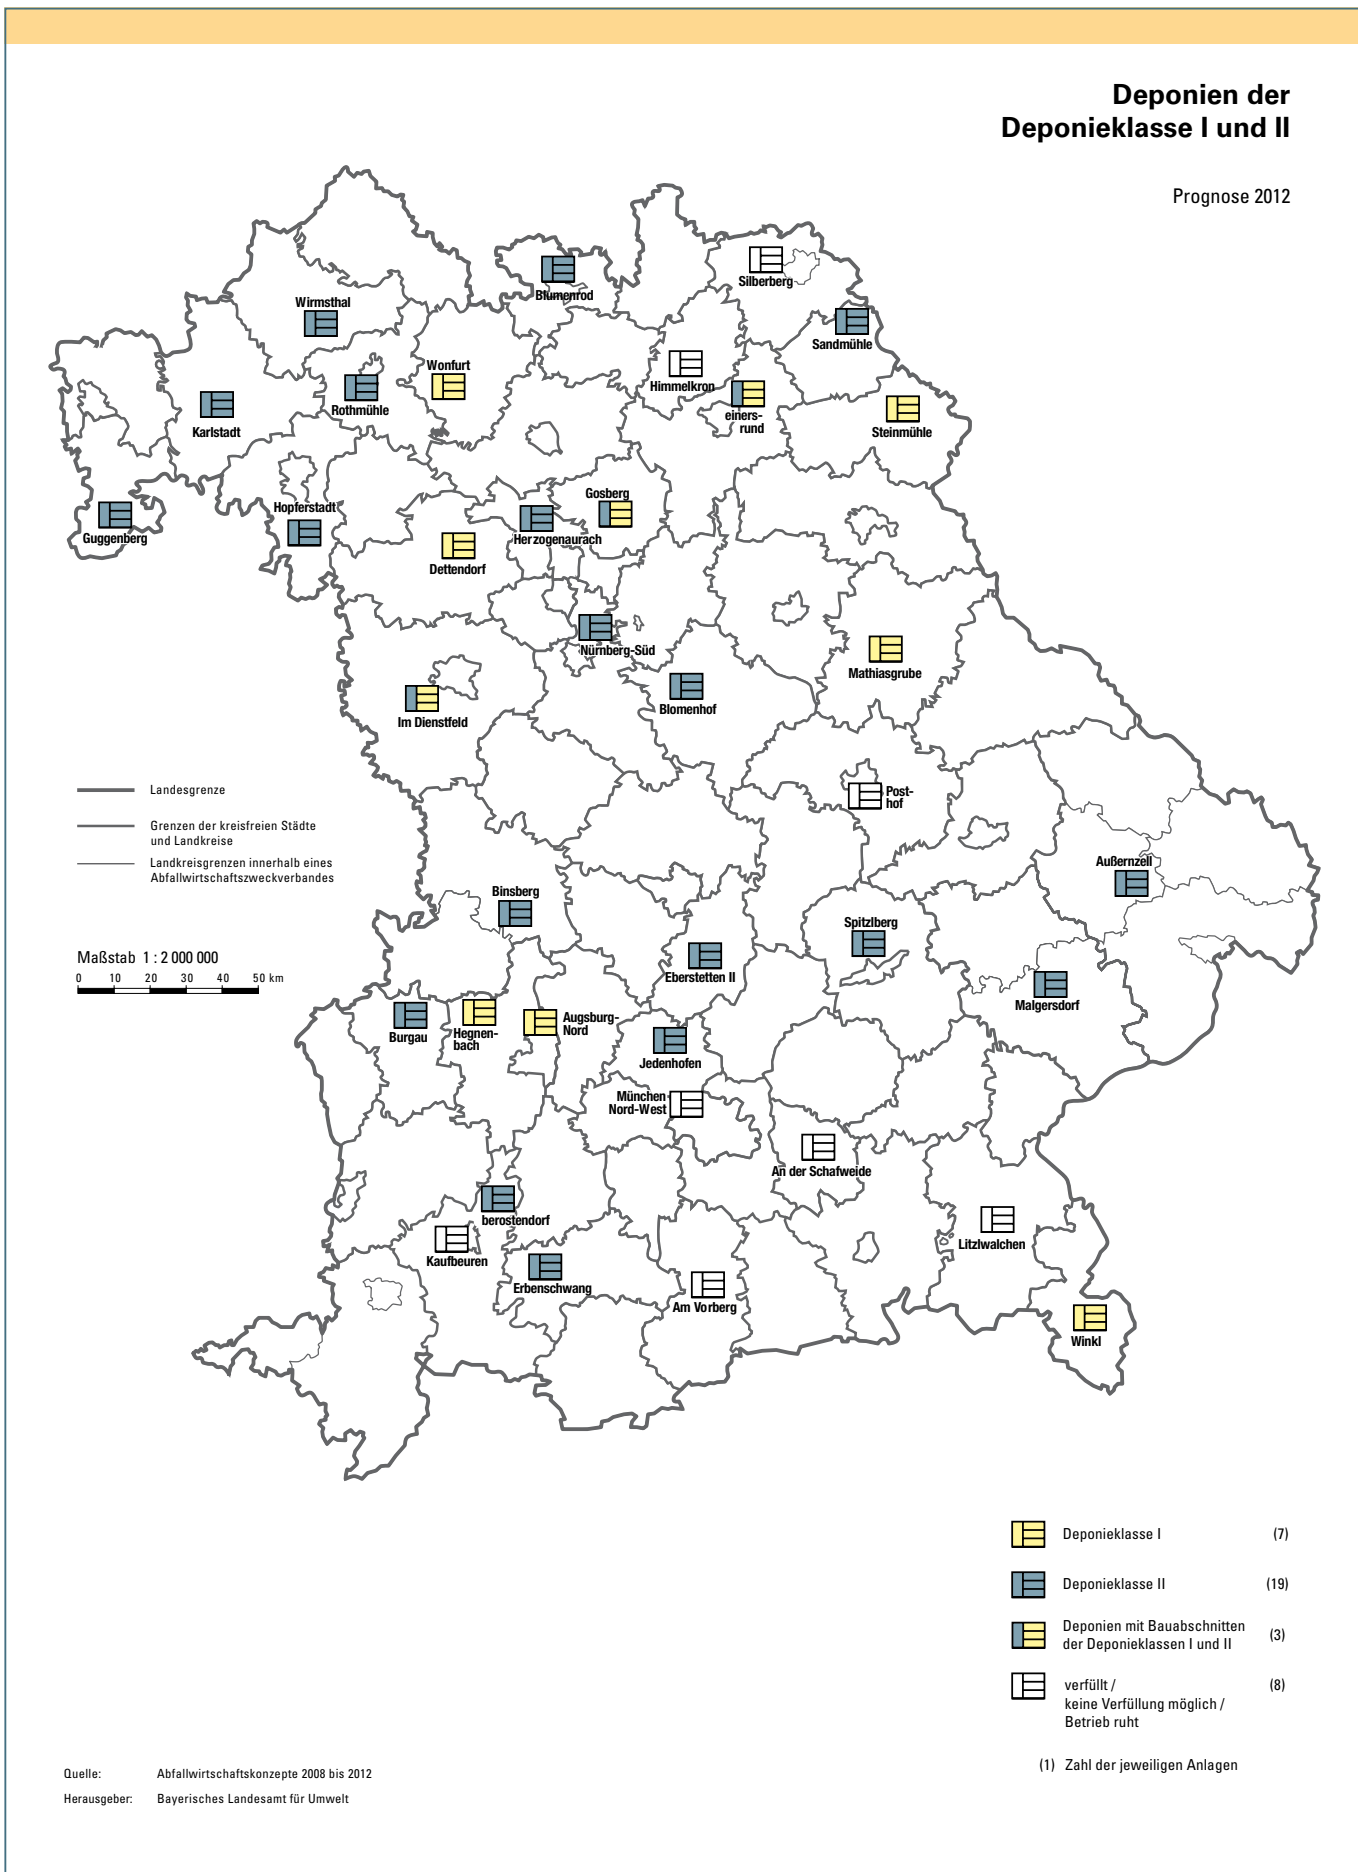 Deponien der
Deponieklasse I und II
Prognose 2012
Silberberg
Blumenrod
Wirmsthal
Sandmühle
Wonfurt
Himmelkron
Rothmühle
einers-
rund
Karlstadt
Steinmühle
Gosberg
Hopferstadt
Guggenberg
Herzogenaurach
Dettendorf
Nürnberg-Süd
Mathiasgrube
Blomenhof
Im Dienstfeld
Landesgrenze
Post-
hof
Grenzen der kreisfreien Städte
und Landkreise
Landkreisgrenzen innerhalb eines
Abfallwirtschaftszweckverbandes
Außernzell
Binsberg
Spitzlberg
Maßstab 1 : 2 000 000
0 10 20 30 40 50 km
Eberstetten II
Malgersdorf
Burgau
Hegnen-
bach
Augsburg-
Nord
Jedenhofen
München
Nord-West
An der Schafweide
berostendorf
Kaufbeuren
Litzlwalchen
Erbenschwang
Am Vorberg
Winkl
Deponieklasse I (7)
Deponieklasse II (19)
Deponien mit Bauabschnitten
der Deponieklassen I und II (3)
verfüllt / (8)
keine Verfüllung möglich /
Betrieb ruht
(1) Zahl der jeweiligen Anlagen
Quelle: Abfallwirtschaftskonzepte 2008 bis 2012
Herausgeber: Bayerisches Landesamt für Umwelt